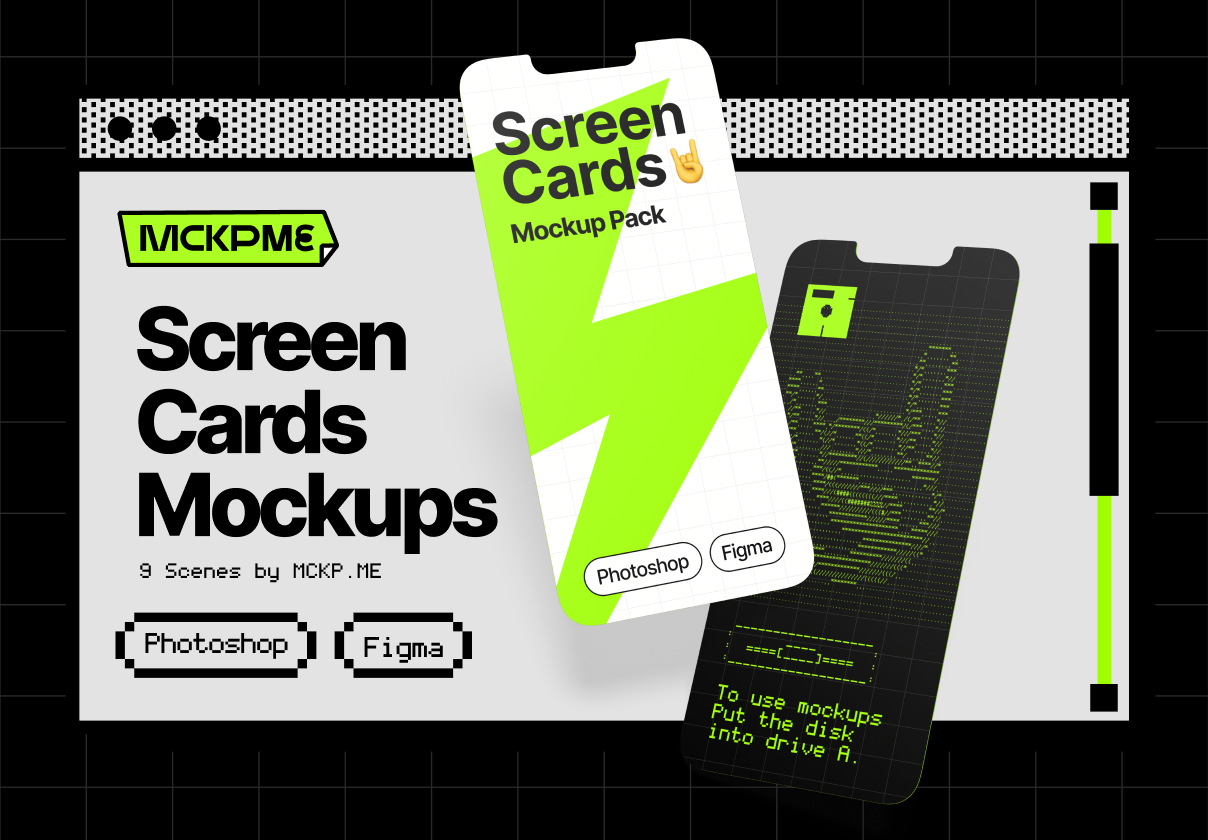 MCKPME
Screen
Cards
Mockups
9 Scenes by MCKP.ME
Photoshop
Figma
Screen
Cards🤘
Mockup Pack
Photoshop
Figma
To use mockups
Put the disk
into drive A.